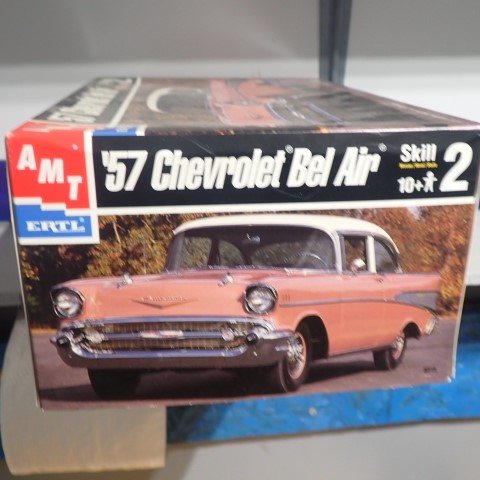 AMT
ERTL
'57 Chevrolet® Bel Air®
Skill
10+
2